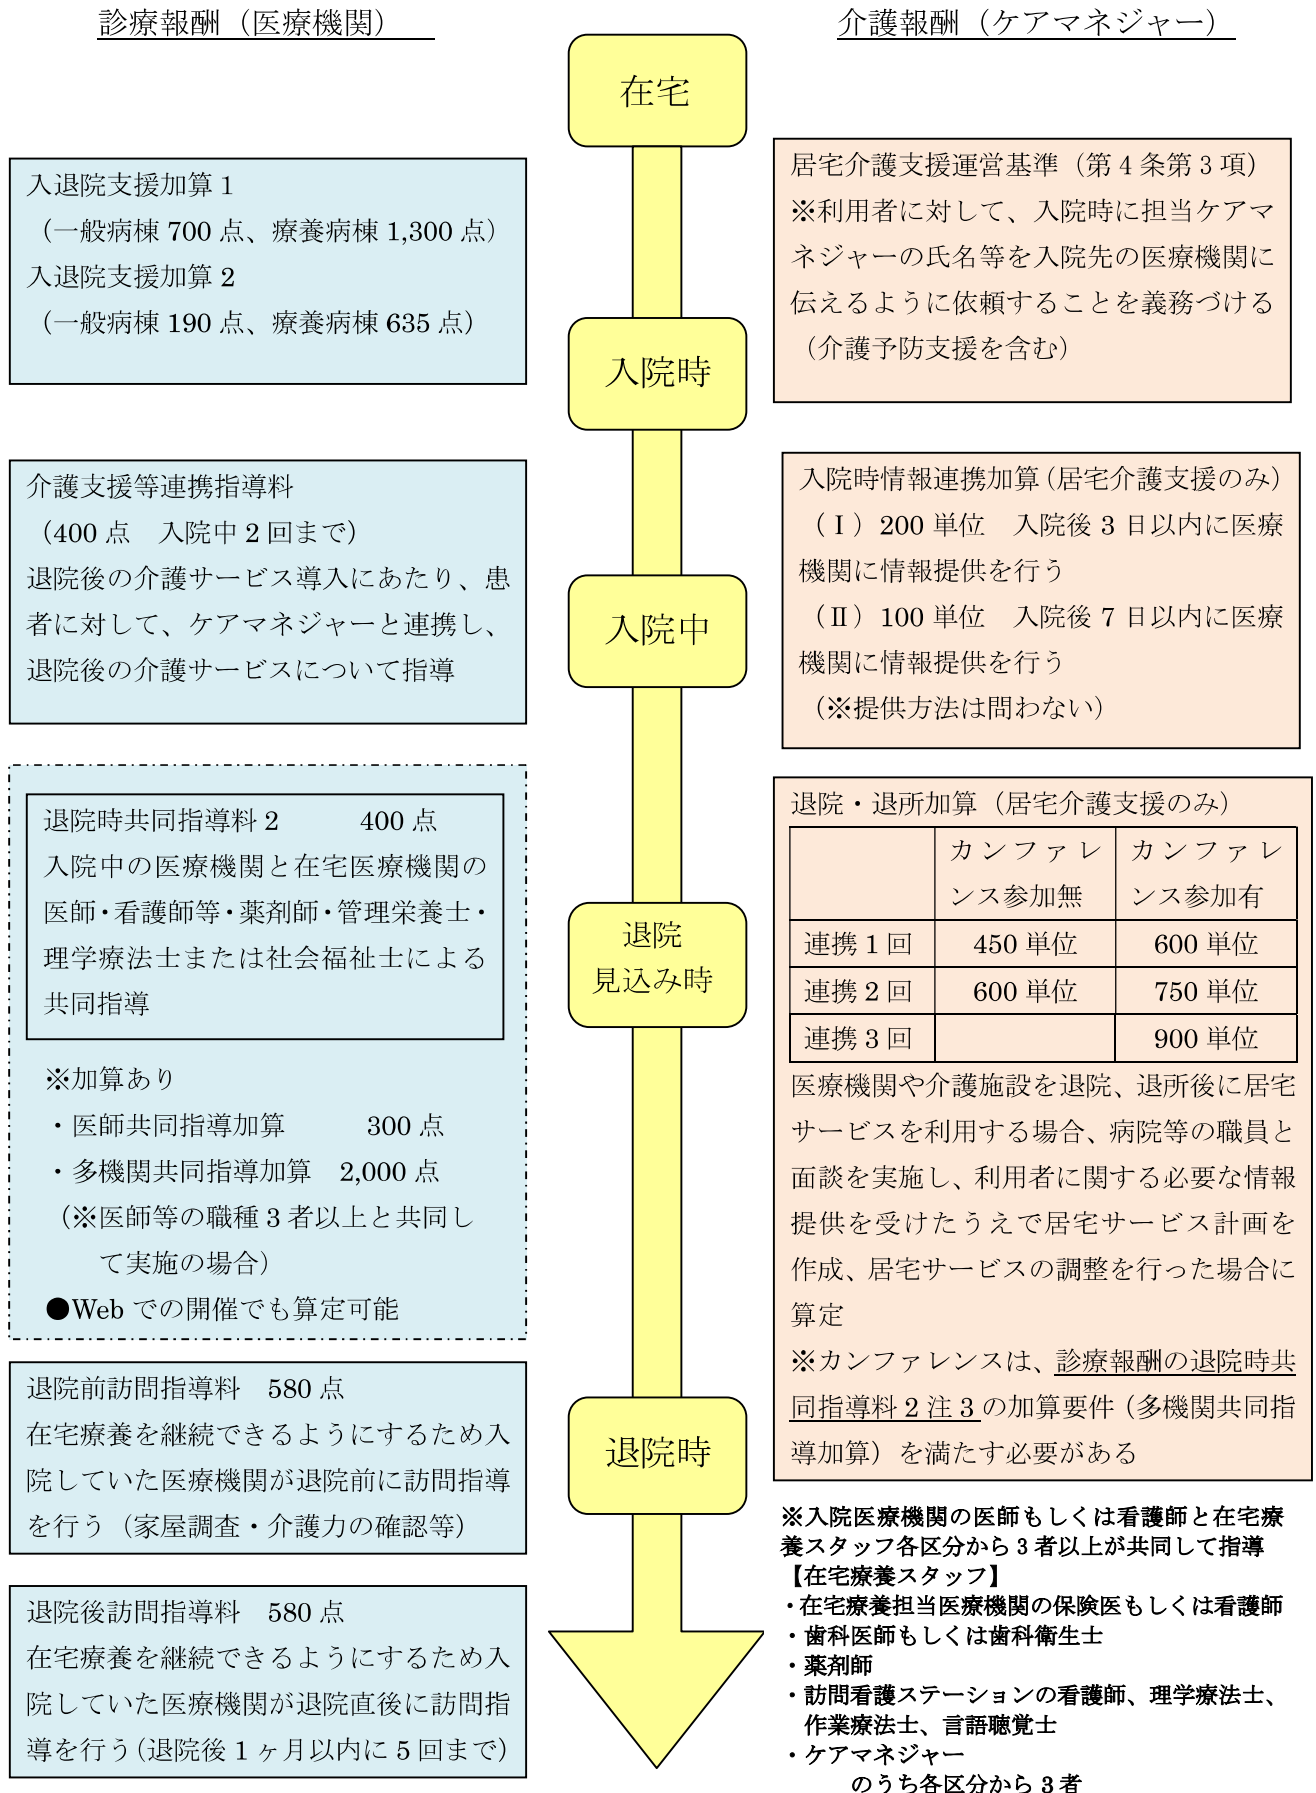 診療報酬（医療機関）
入退院支援加算 1
（一般病棟 700 点、療養病棟 1,300 点）
入退院支援加算 2
（一般病棟 190 点、療養病棟 635 点）
介護支援等連携指導料
（400 点　入院中 2 回まで）
退院後の介護サービス導入にあたり、患
者に対して、ケアマネジャーと連携し、
退院後の介護サービスについて指導
退院時共同指導料 2　　　400 点
入院中の医療機関と在宅医療機関の
医師・看護師等・薬剤師・管理栄養士・
理学療法士または社会福祉士による
共同指導
※加算あり
・医師共同指導加算　　　300 点
・多機関共同指導加算　2,000 点
（※医師等の職種 3 者以上と共同し
て実施の場合）
●Web での開催でも算定可能
退院前訪問指導料　580 点
在宅療養を継続できるようにするため入
院していた医療機関が退院前に訪問指導
を行う（家屋調査・介護力の確認等）
退院後訪問指導料　580 点
在宅療養を継続できるようにするため入
院していた医療機関が退院直後に訪問指
導を行う（退院後 1 ヶ月以内に 5 回まで）
在宅
入院時
入院中
退院
見込み時
退院時
介護報酬（ケアマネジャー）
居宅介護支援運営基準（第 4 条第 3 項）
※利用者に対して、入院時に担当ケアマ
ネジャーの氏名等を入院先の医療機関に
伝えるように依頼することを義務づける
（介護予防支援を含む）
入院時情報連携加算（居宅介護支援のみ）
（Ⅰ）200 単位　入院後 3 日以内に医療
機関に情報提供を行う
（Ⅱ）100 単位　入院後 7 日以内に医療
機関に情報提供を行う
（※提供方法は問わない）
退院・退所加算（居宅介護支援のみ）
カンファレ　カンファレ
ンス参加無　ンス参加有
連携 1 回　450 単位　600 単位
連携 2 回　600 単位　750 単位
連携 3 回　900 単位
医療機関や介護施設を退院、退所後に居宅
サービスを利用する場合、病院等の職員と
面談を実施し、利用者に関する必要な情報
提供を受けたうえで居宅サービス計画を
作成、居宅サービスの調整を行った場合に
算定
※カンファレンスは、診療報酬の退院時共
同指導料 2 注 3 の加算要件（多機関共同指
導加算）を満たす必要がある
※入院医療機関の医師もしくは看護師と在宅療
養スタッフ各区分から 3 者以上が共同して指導
【在宅療養スタッフ】
・在宅療養担当医療機関の保険医もしくは看護師
・歯科医師もしくは歯科衛生士
・薬剤師
・訪問看護ステーションの看護師、理学療法士、
作業療法士、言語聴覚士
・ケアマネジャー
のうち各区分から 3 者